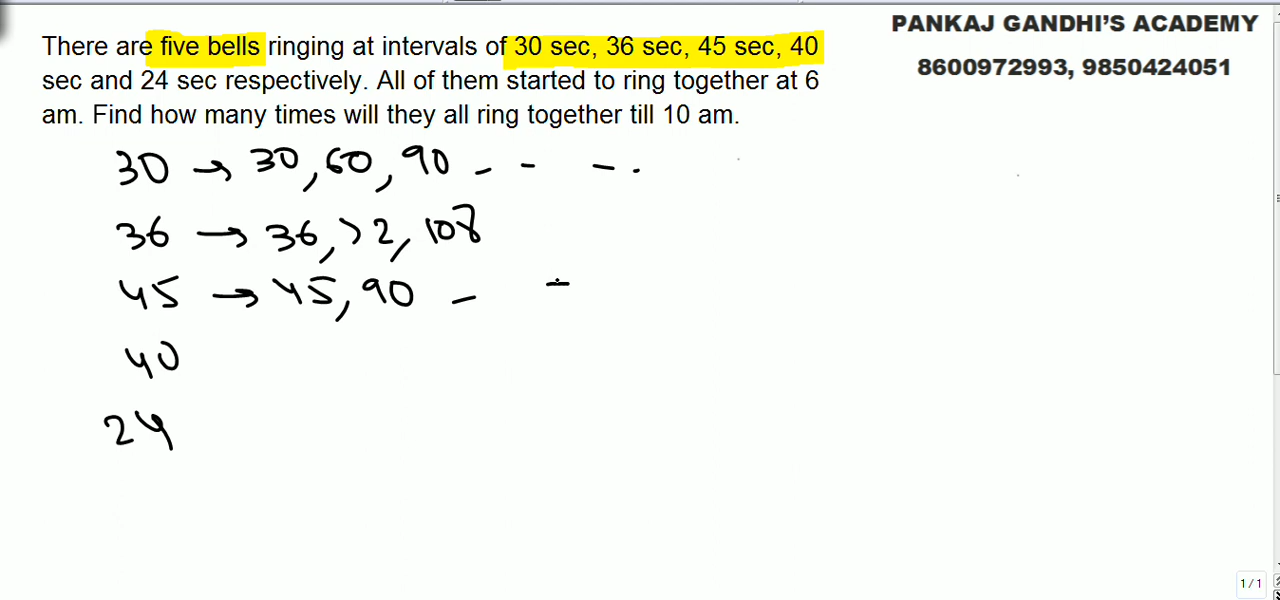 PANKAJ GANDHI'S ACADEMY
8600972993, 9850424051
There are five bells ringing at intervals of 30 sec, 36 sec, 45 sec, 40
sec and 24 sec respectively. All of them started to ring together at 6
am. Find how many times will they all ring together till 10 am.
30 → 30, 60, 90 - - - .
36 → 36, 72, 108
45 → 45, 90 - -
40
24
1/1